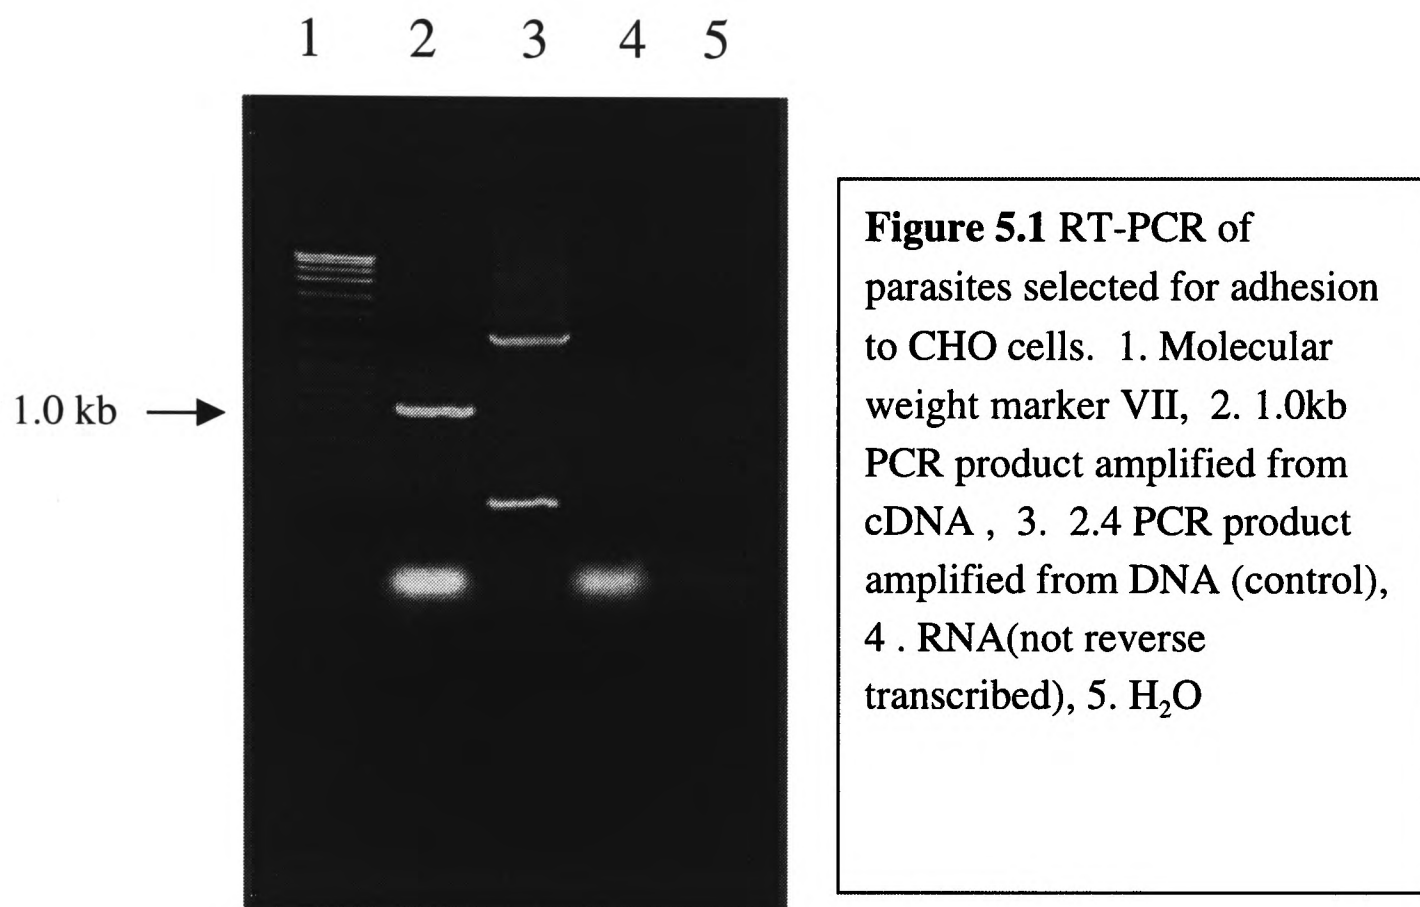 1 2 3 4 5
1.0 kb
Figure 5.1 RT-PCR of
parasites selected for adhesion
to CHO cells. 1. Molecular
weight marker VII, 2. 1.0kb
PCR product amplified from
cDNA , 3. 2.4 PCR product
amplified from DNA (control),
4 . RNA(not reverse
transcribed), 5. H₂O